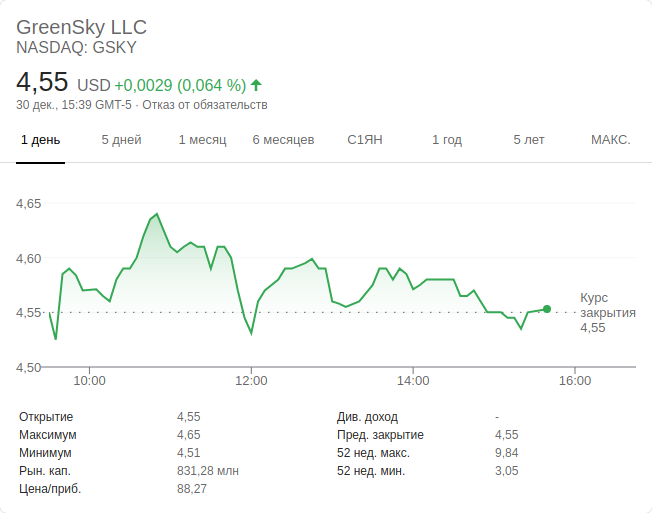 GreenSky LLC
NASDAQ: GSKY
4,55 USD +0,0029 (0,064 %)
30 дек., 15:39 GMT-5 · Отказ от обязательств
1 день 5 дней 1 месяц 6 месяцев С1ЯН 1 год 5 лет МАКС.
4,65
4,60
4,55
4,50
Курс
закрытия
4,55
10:00 12:00 14:00 16:00
Открытие 4,55 Див. доход -
Максимум 4,65 Пред. закрытие 4,55
Минимум 4,51 52 нед. макс. 9,84
Рын. кап. 831,28 млн 52 нед. мин. 3,05
Цена/приб. 88,27